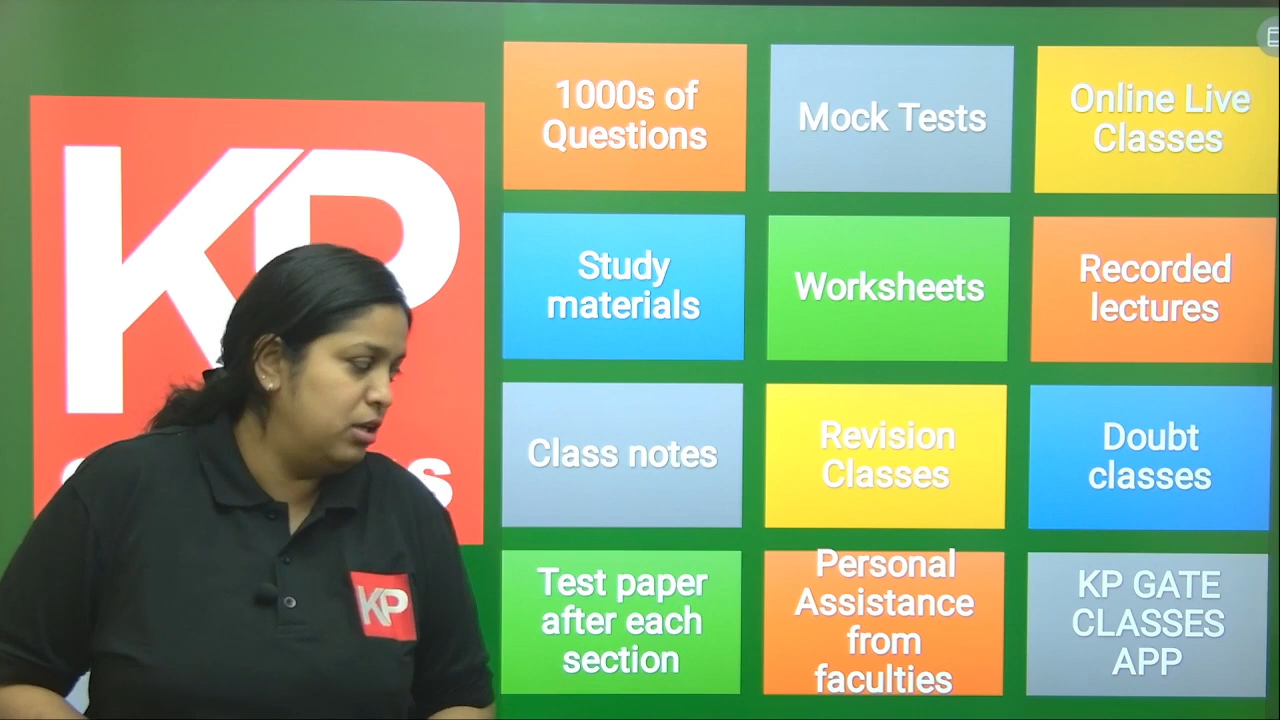 KP
1000s of
Questions
Mock Tests
Online Live
Classes
Study
materials
Worksheets
Recorded
lectures
Class notes
Revision
Classes
Doubt
classes
Test paper
after each
section
Personal
Assistance
from
faculties
KP GATE
CLASSES
APP
KP